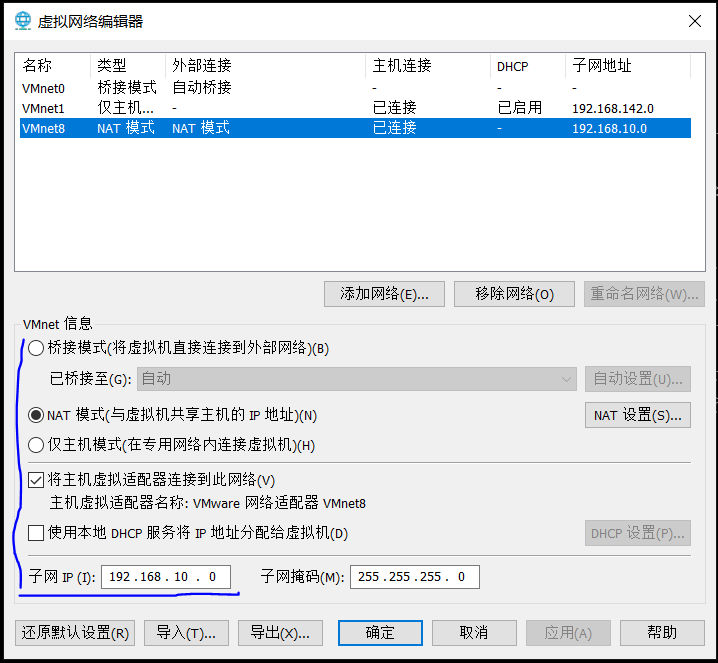 虚拟网络编辑器
名称 类型 外部连接 主机连接 DHCP 子网地址
VMnet0 桥接模式 自动桥接 - - -
VMnet1 仅主机... - 已连接 已启用 192.168.142.0
VMnet8 NAT 模式 NAT 模式 已连接 - 192.168.10.0
添加网络(E)... 移除网络(O) 重命名网络(W)...
VMnet 信息
桥接模式(将虚拟机直接连接到外部网络)(B)
已桥接至(G): 自动 自动设置(U)...
NAT 模式(与虚拟机共享主机的 IP 地址)(N) NAT 设置(S)...
仅主机模式(在专用网络内连接虚拟机)(H)
将主机虚拟适配器连接到此网络(V)
主机虚拟适配器名称: VMware 网络适配器 VMnet8
使用本地 DHCP 服务将 IP 地址分配给虚拟机(D) DHCP 设置(P)...
子网 IP (I): 192.168.10.0 子网掩码(M): 255.255.255.0
还原默认设置(R) 导入(T)... 导出(X)... 确定 取消 应用(A) 帮助